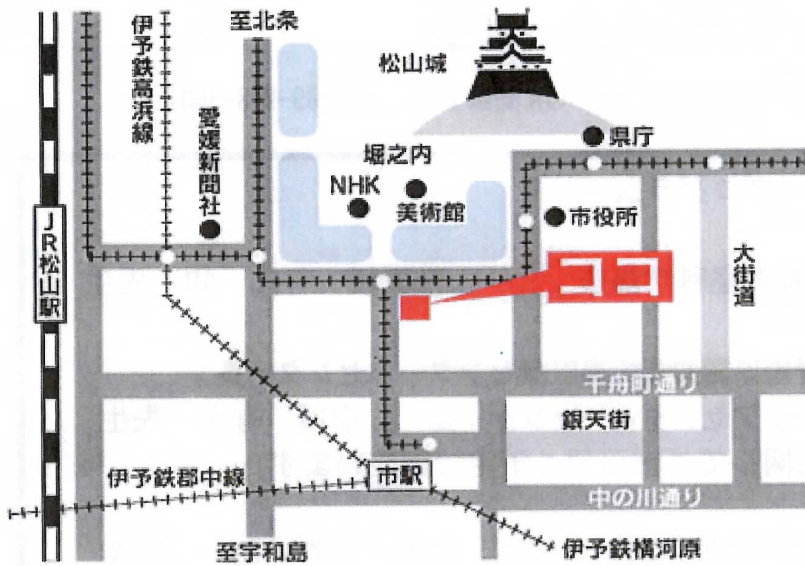 至北条
伊予鉄高浜線
松山城
愛媛新聞社
堀之内
県庁
NHK
美術館
市役所
JR松山駅
ココ
大街道
千舟町通り
銀天街
伊予鉄郡中線
市駅
中の川通り
至宇和島
伊予鉄横河原